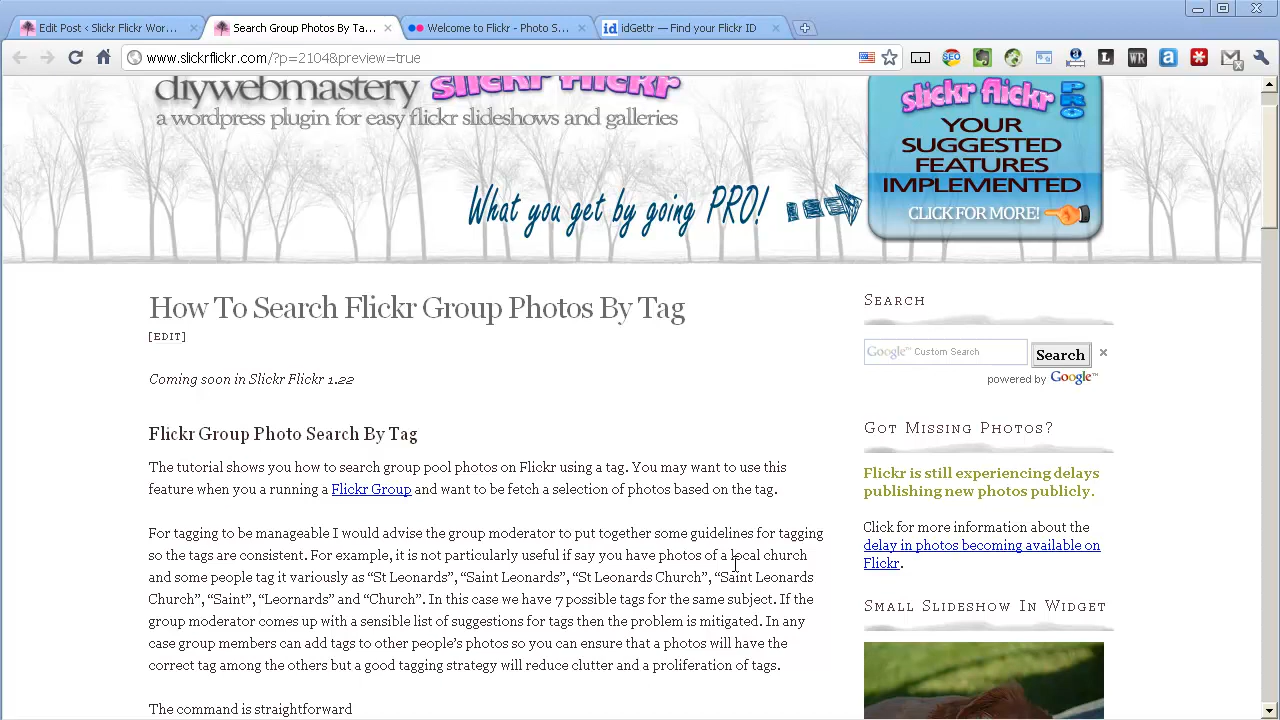 Edit Post ‹ Slickr Flickr Wor...
Search Group Photos By Ta...
Welcome to Flickr - Photo S...
idGettr — Find your Flickr ID
www.slickrflickr.com/?p=2104&preview=true
diywebmastery slickr flickr
a wordpress plugin for easy flickr slideshows and galleries
What you get by going PRO!
slickr flickr PRO
YOUR
SUGGESTED
FEATURES
IMPLEMENTED
CLICK FOR MORE!
How To Search Flickr Group Photos By Tag
[EDIT]
Coming soon in Slickr Flickr 1.22
Flickr Group Photo Search By Tag
The tutorial shows you how to search group pool photos on Flickr using a tag. You may want to use this
feature when you a running a Flickr Group and want to be fetch a selection of photos based on the tag.
For tagging to be manageable I would advise the group moderator to put together some guidelines for tagging
so the tags are consistent. For example, it is not particularly useful if say you have photos of a local church
and some people tag it variously as “St Leonards”, “Saint Leonards”, “St Leonards Church”, “Saint Leonards
Church”, “Saint”, “Leornards” and “Church”. In this case we have 7 possible tags for the same subject. If the
group moderator comes up with a sensible list of suggestions for tags then the problem is mitigated. In any
case group members can add tags to other people’s photos so you can ensure that a photos will have the
correct tag among the others but a good tagging strategy will reduce clutter and a proliferation of tags.
The command is straightforward
Search
Google™ Custom Search
Search
powered by Google™
Got Missing Photos?
Flickr is still experiencing delays
publishing new photos publicly.
Click for more information about the
delay in photos becoming available on
Flickr.
Small Slideshow In Widget